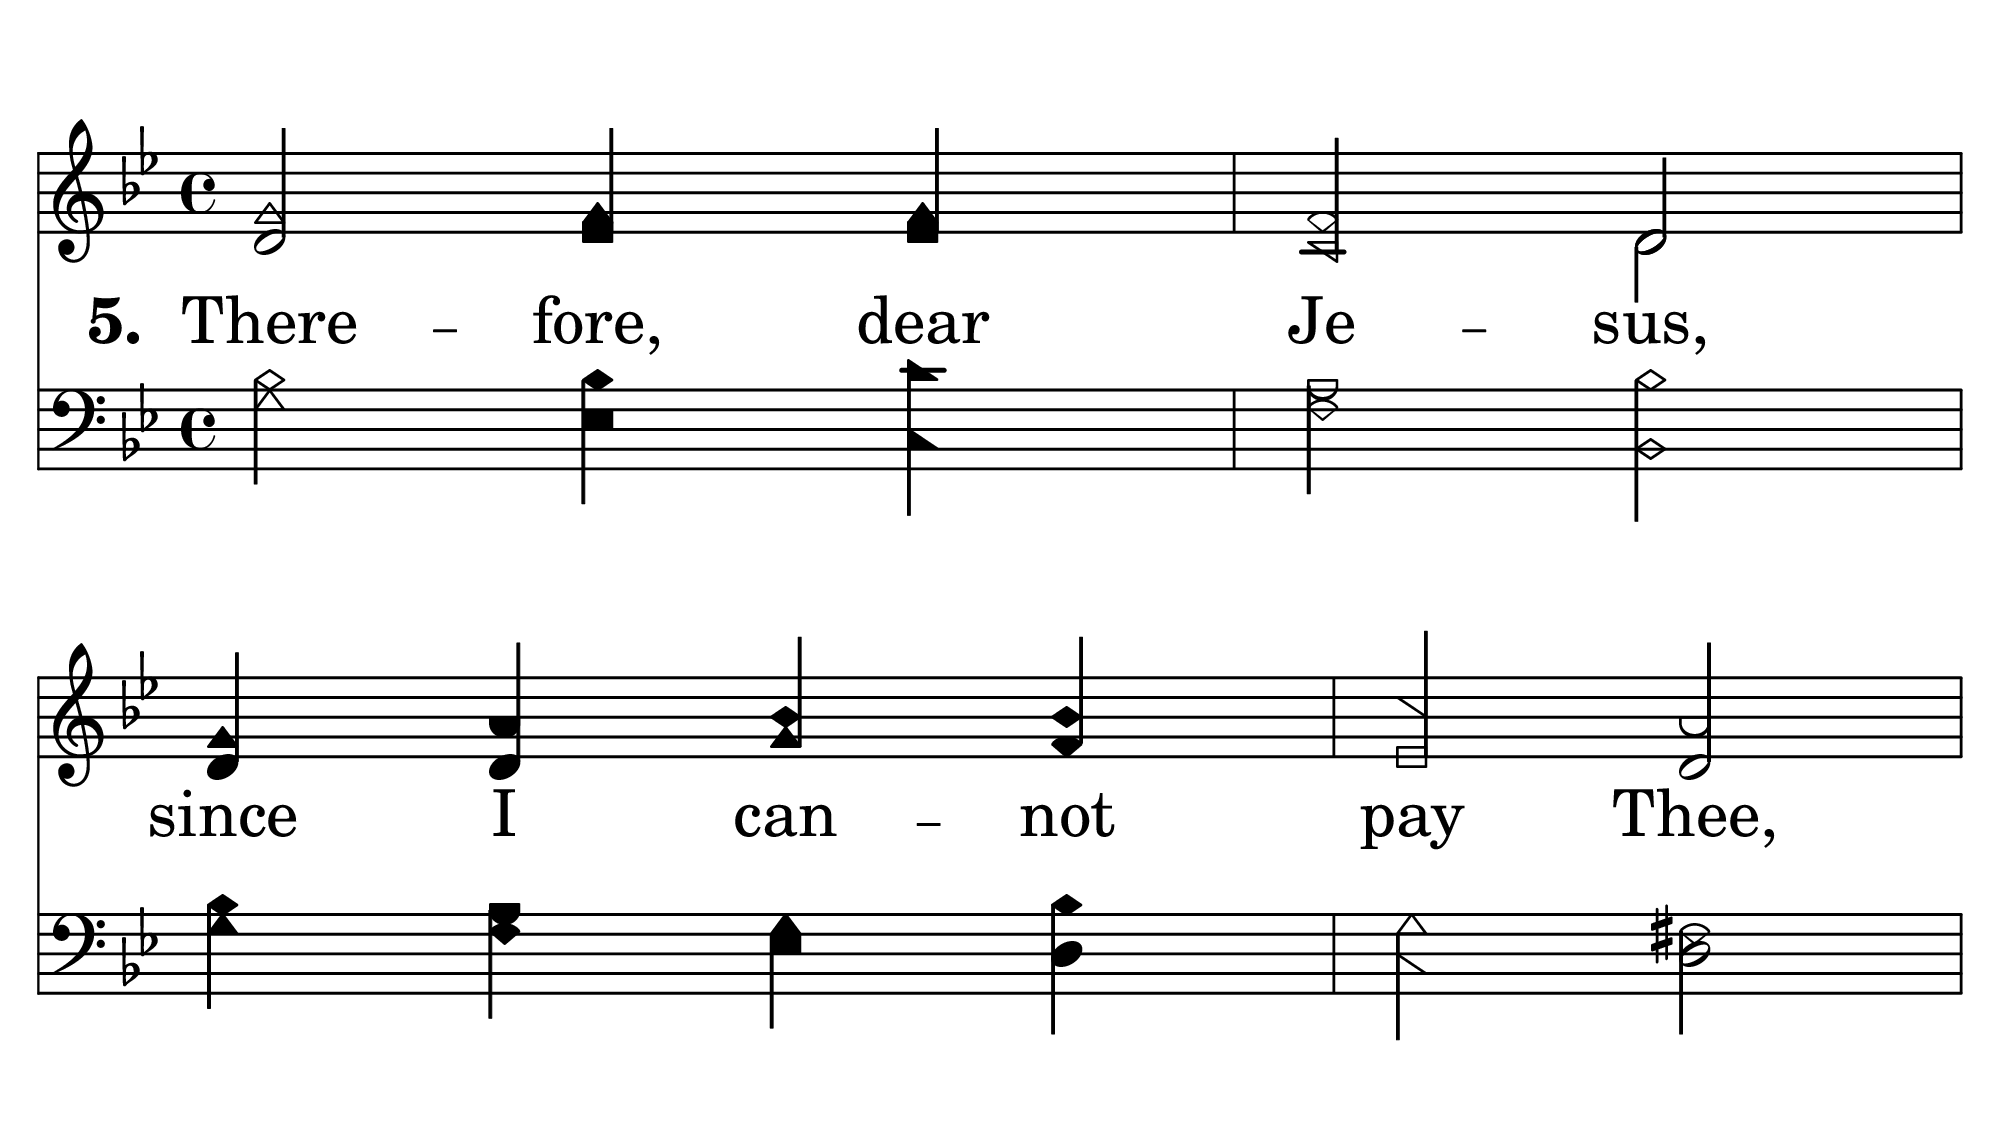 5. There – fore, dear Je – sus,
since I can – not pay Thee,